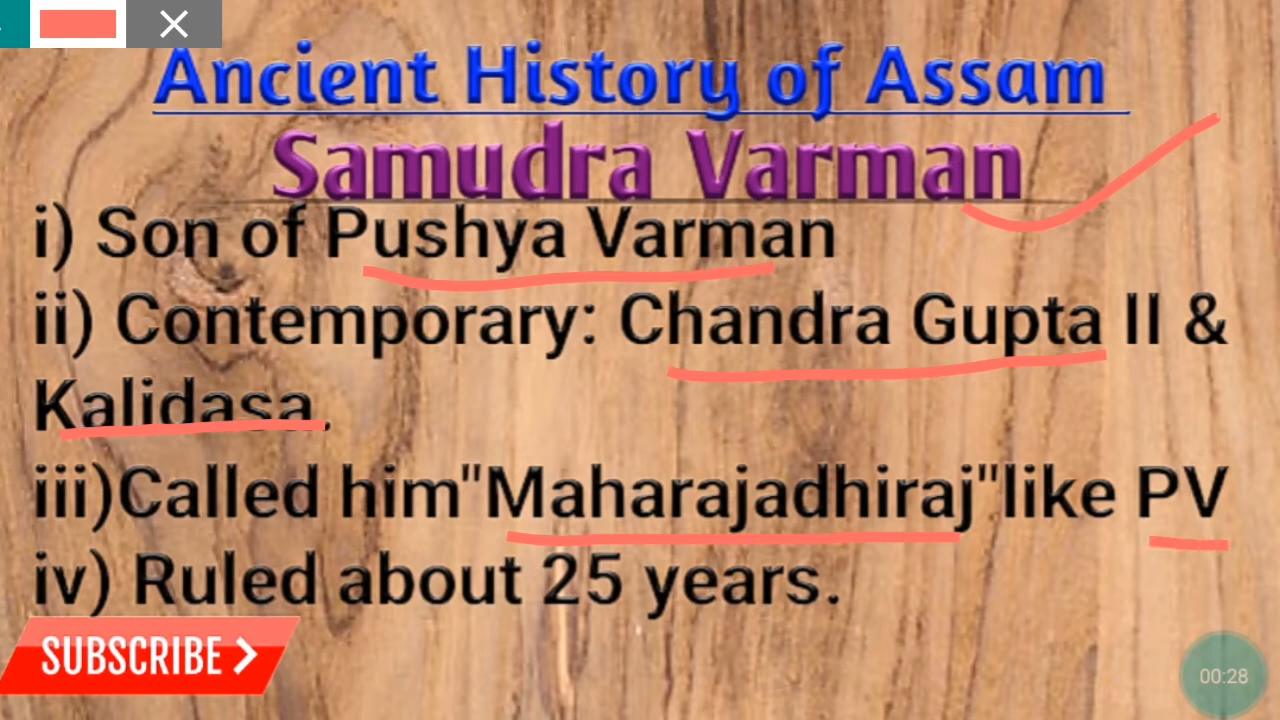 Ancient History of Assam
Samudra Varman
i) Son of Pushya Varman
ii) Contemporary: Chandra Gupta II &
Kalidasa.
iii)Called him"Maharajadhiraj"like PV
iv) Ruled about 25 years.
SUBSCRIBE
00:28